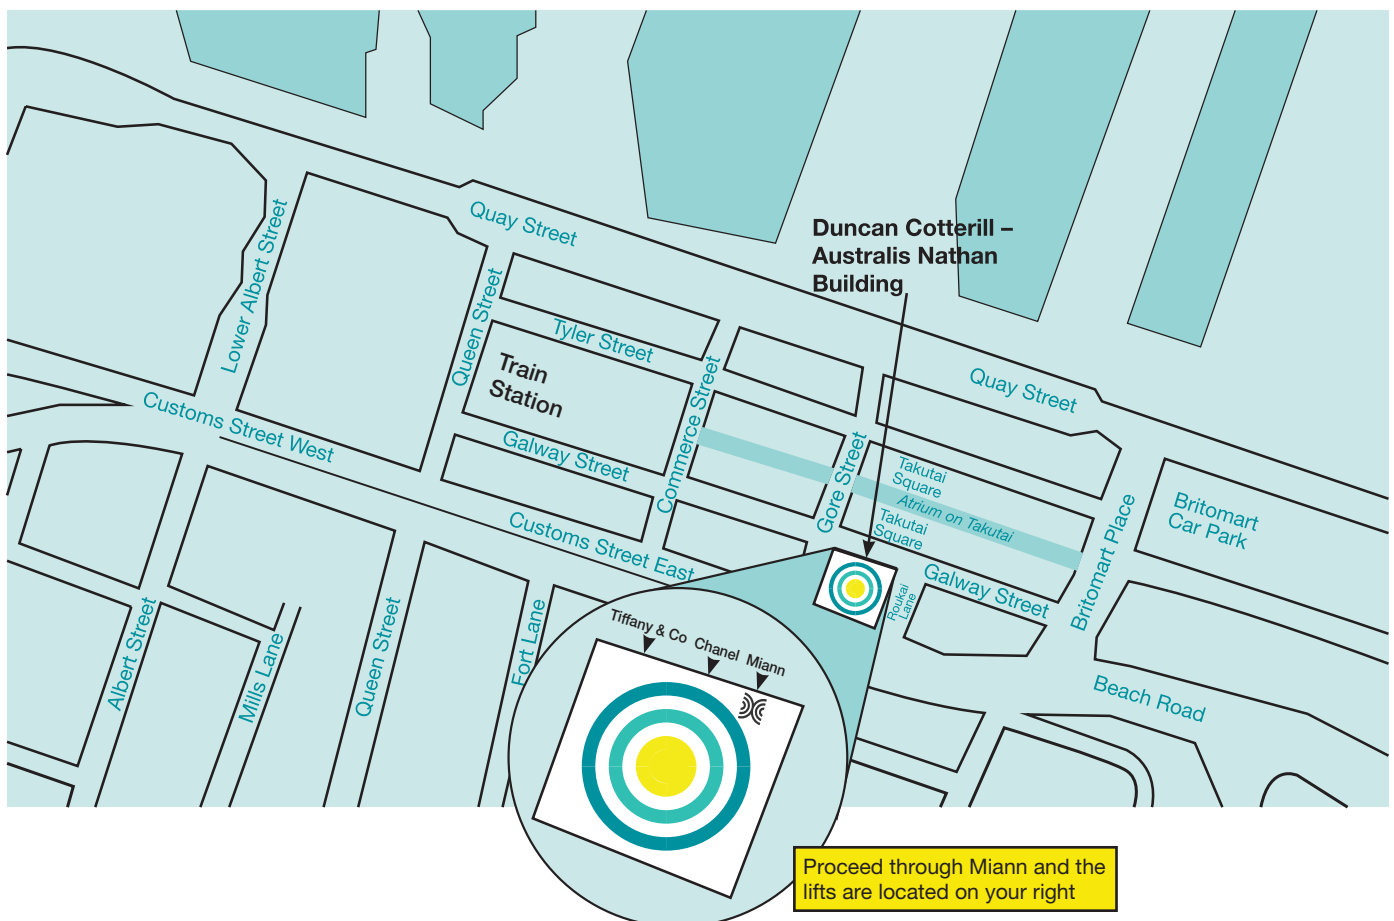 Quay Street
Duncan Cotterill –
Australis Nathan
Building
Lower Albert Street
Queen Street
Tyler Street
Train
Station
Commerce Street
Quay Street
Customs Street West
Galway Street
Gore Street
Takutai
Square
Atrium on Takutai
Takutai
Square
Britomart Place
Britomart
Car Park
Customs Street East
Galway Street
Roukai
Lane
Albert Street
Mills Lane
Queen Street
Fort Lane
Tiffany & Co
Chanel
Miann
Beach Road
Proceed through Miann and the
lifts are located on your right